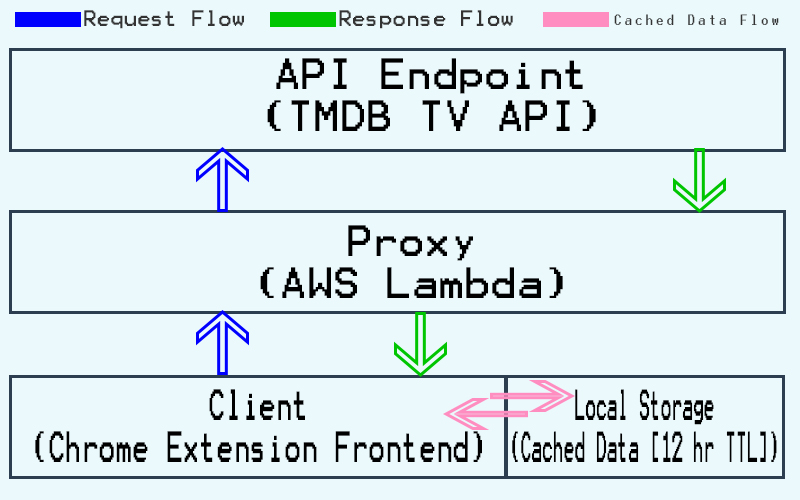 Request Flow
Response Flow
Cached Data Flow
API Endpoint
(TMDB TV API)
Proxy
(AWS Lambda)
Client
(Chrome Extension Frontend)
Local Storage
(Cached Data [12 hr TTL])